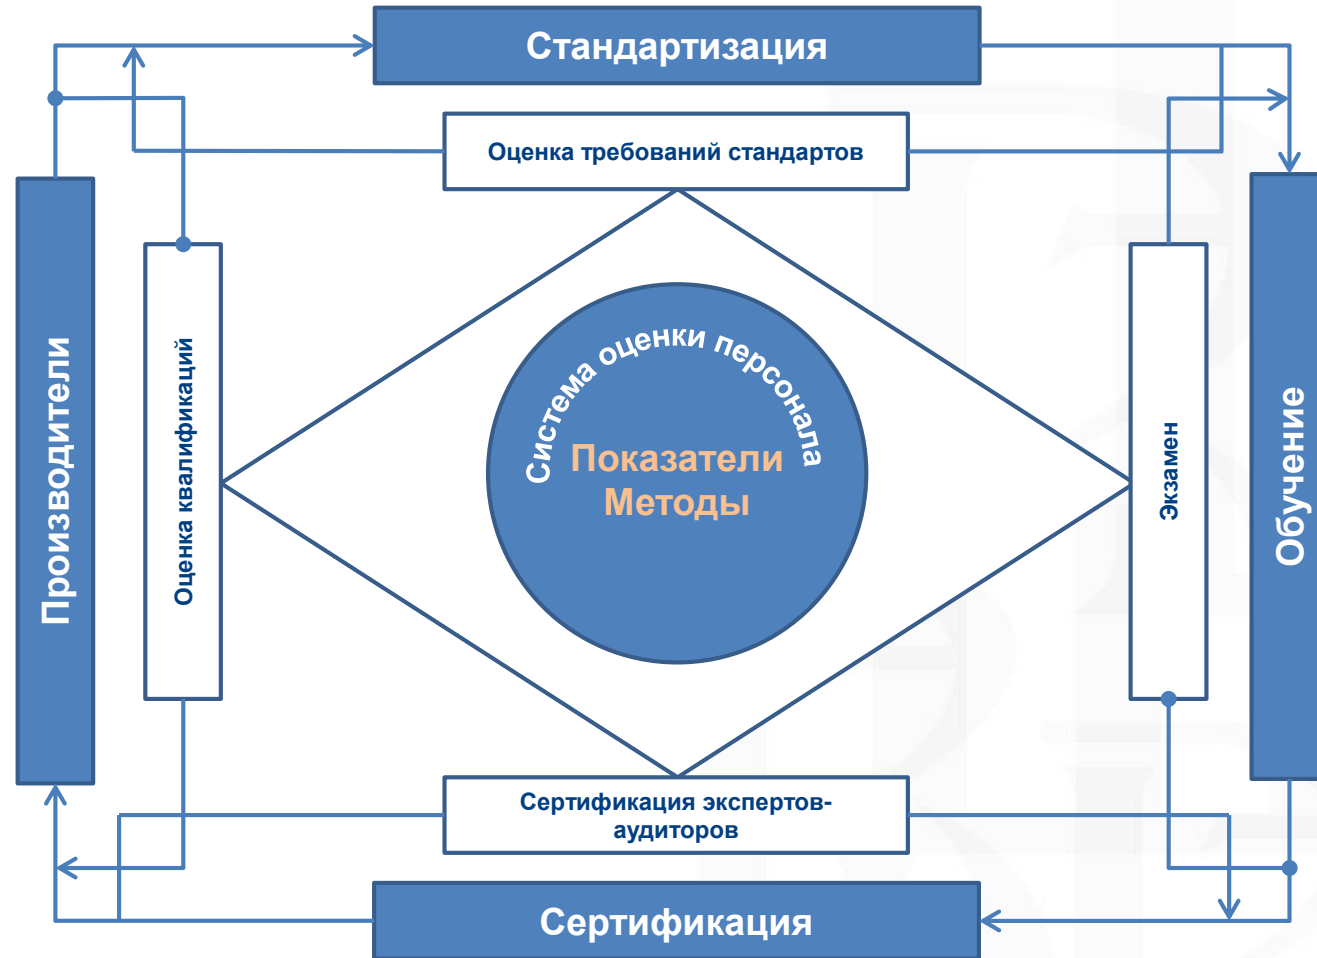 Стандартизация
Оценка требований стандартов
Производители
Оценка квалификаций
Система оценки персонала
Показатели
Методы
Экзамен
Обучение
Сертификация экспертов-
аудиторов
Сертификация